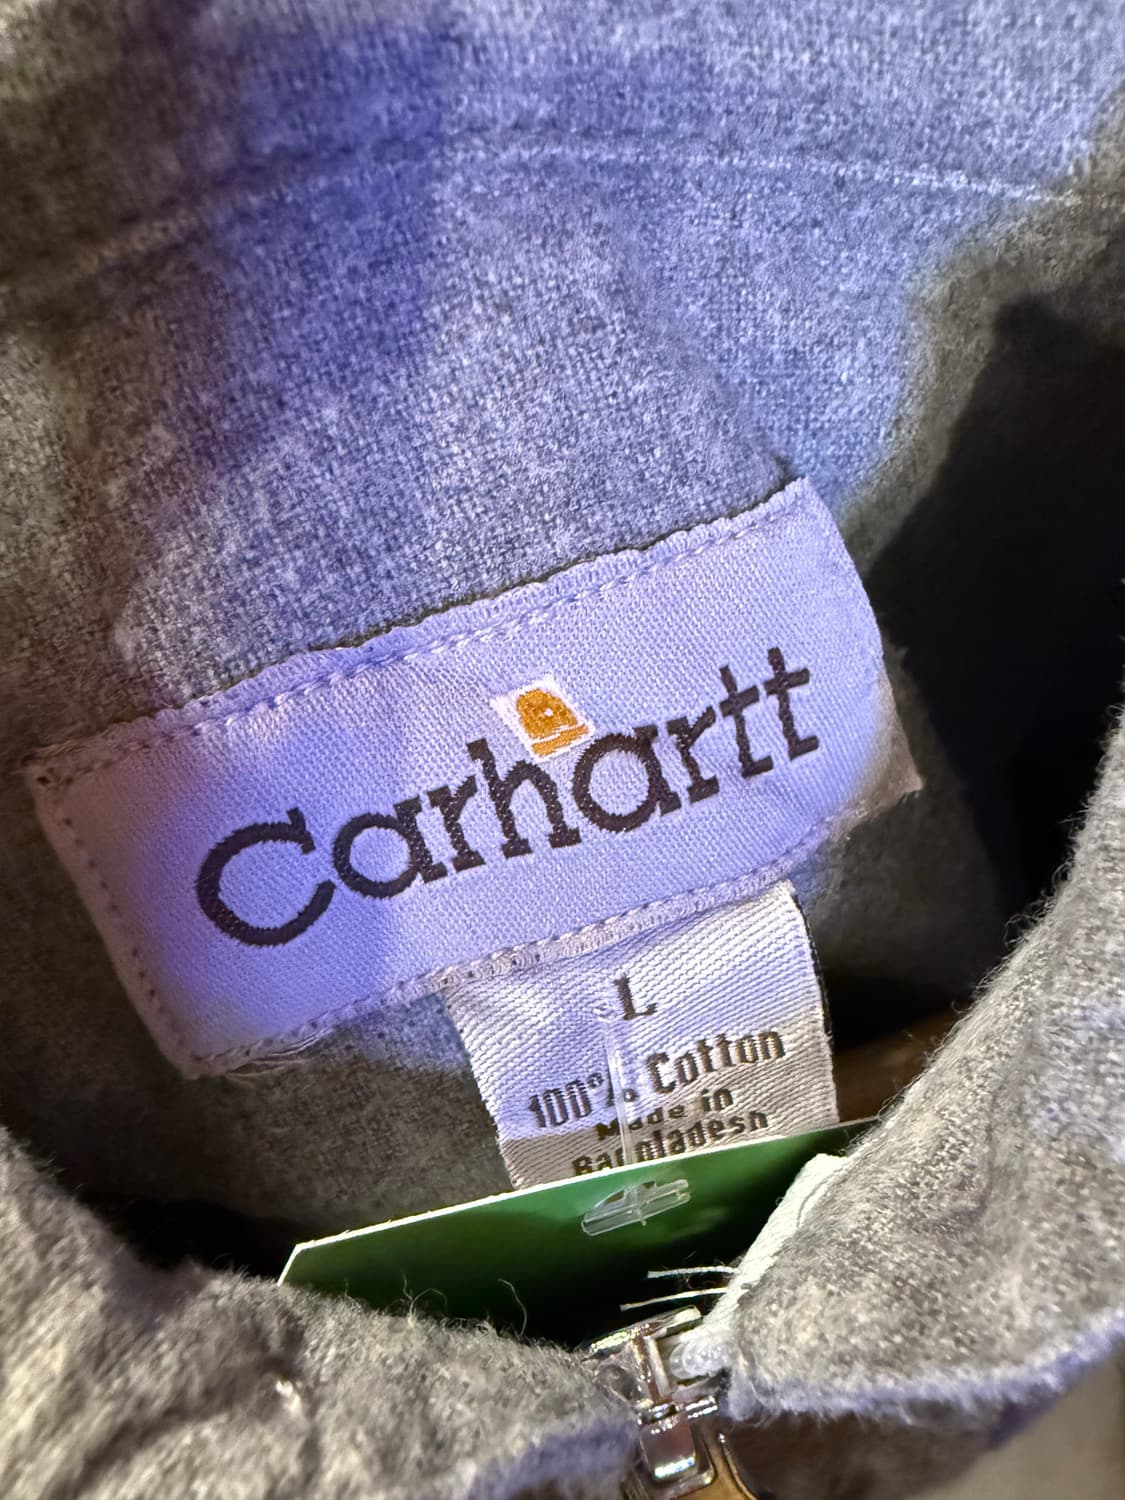 Carhartt
L
100% Cotton
Made in
Bangladesh